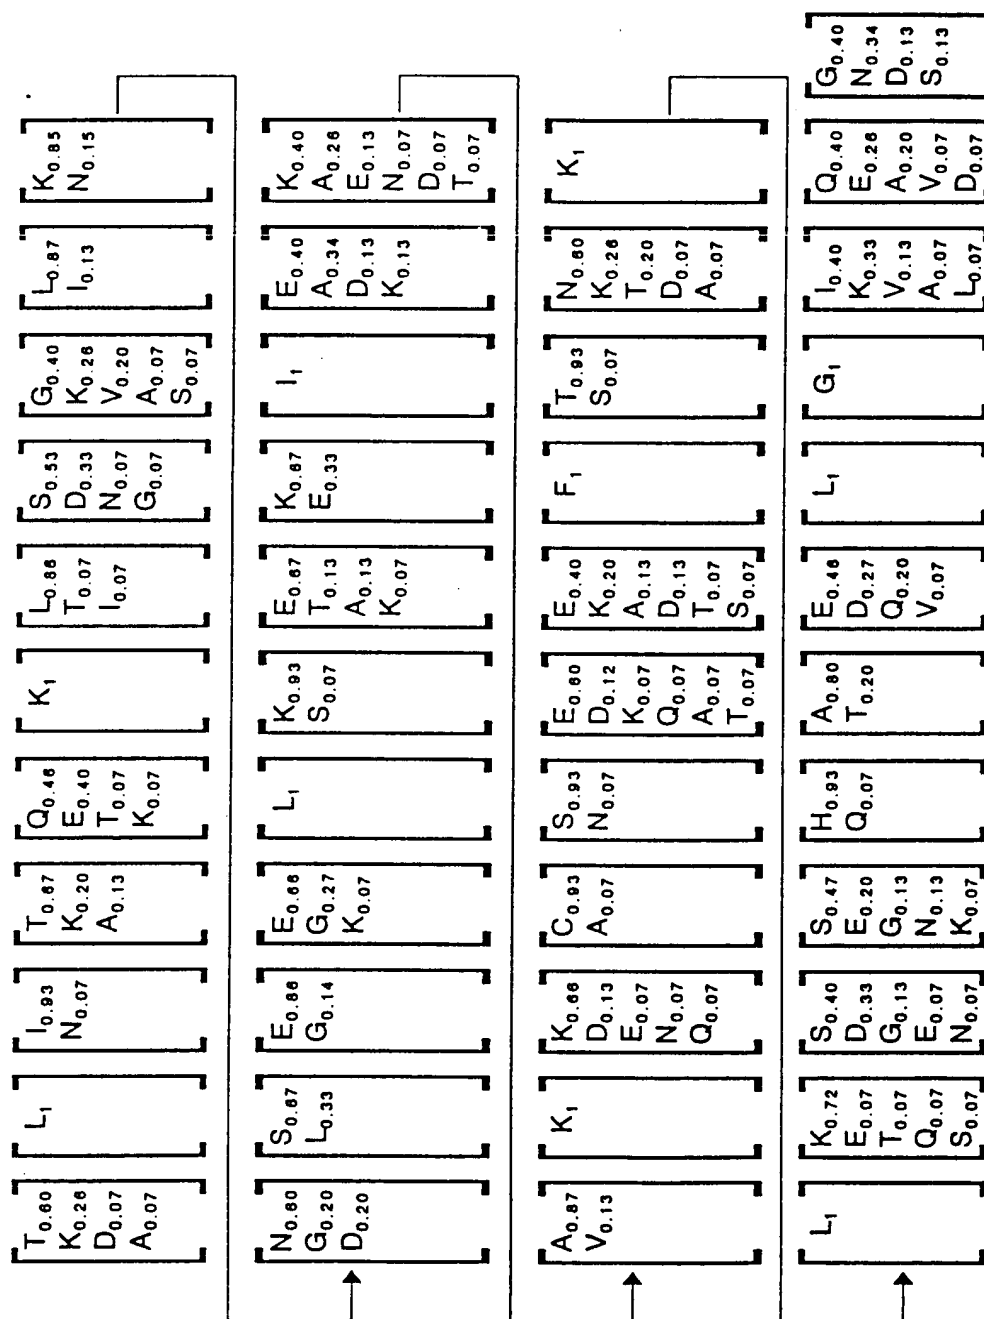 T0.60
K0.26
D0.07
A0.07
L1
I0.93
N0.07
T0.67
K0.20
A0.13
Q0.46
E0.40
T0.07
K0.07
K1
L0.86
T0.07
I0.07
S0.53
D0.33
N0.07
G0.07
G0.40
K0.26
V0.20
A0.07
S0.07
L0.87
I0.13
K0.85
N0.15
N0.60
G0.20
D0.20
S0.67
L0.33
E0.86
G0.14
E0.66
G0.27
K0.07
L1
K0.93
S0.07
E0.67
T0.13
A0.13
K0.07
K0.67
E0.33
I1
E0.40
A0.34
D0.13
K0.13
K0.40
A0.26
E0.13
N0.07
D0.07
T0.07
A0.87
V0.13
K1
K0.66
D0.13
E0.07
N0.07
Q0.07
C0.93
A0.07
S0.93
N0.07
E0.60
D0.12
K0.07
Q0.07
A0.07
T0.07
E0.40
K0.20
A0.13
D0.13
T0.07
S0.07
F1
T0.93
S0.07
N0.60
K0.26
T0.20
D0.07
A0.07
K1
L1
K0.72
E0.07
T0.07
Q0.07
S0.07
S0.40
D0.33
G0.13
E0.07
N0.07
S0.47
E0.20
G0.13
N0.13
K0.07
H0.93
Q0.07
A0.80
T0.20
E0.46
D0.27
Q0.20
V0.07
L1
G1
I0.40
K0.33
V0.13
A0.07
L0.07
Q0.40
E0.26
A0.20
V0.07
D0.07
G0.40
N0.34
D0.13
S0.13